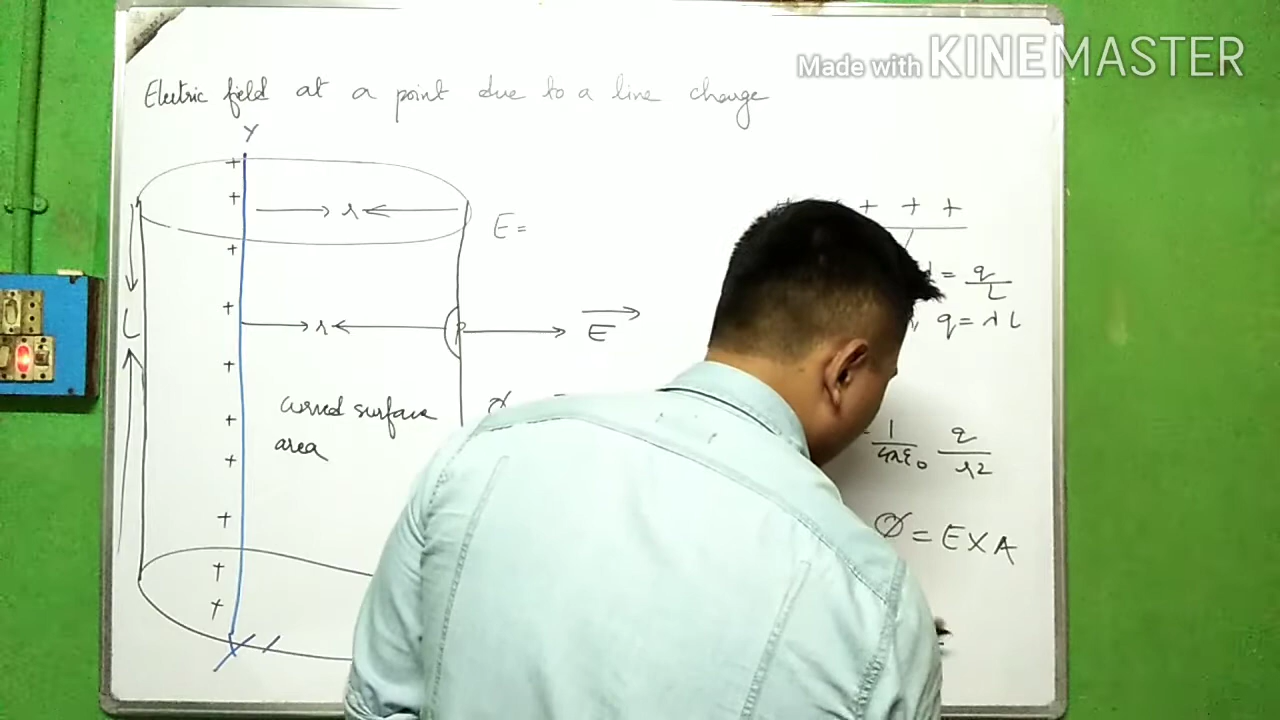 Made with KINEMASTER
Electric field at a point due to a line charge
Y
+ + + +
+
+
r
E =
+
= q/L
+
L
r
P
E
q = λ L
+
curved surface
area
+
+
φ
1/4πε₀ q/r2
+
φ = E X A
+
+
=